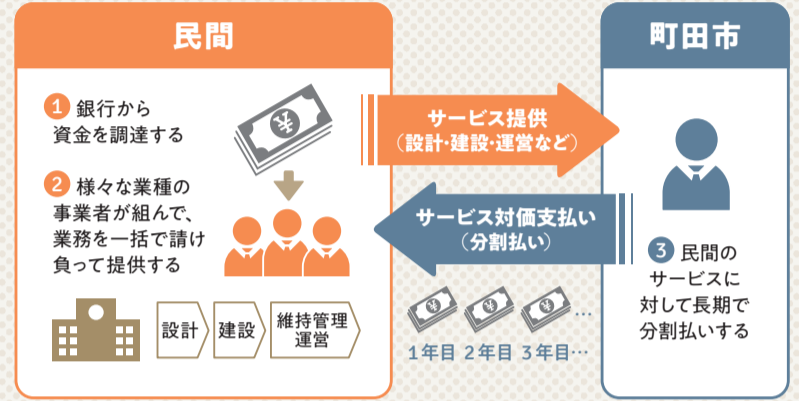 民間
1 銀行から
資金を調達する
2 様々な業種の
事業者が組んで、
業務を一括で請け
負って提供する
設計
建設
維持管理
運営
サービス提供
(設計・建設・運営など)
サービス対価支払い
(分割払い)
1年目 2年目 3年目…
町田市
3 民間の
サービスに
対して長期で
分割払いする